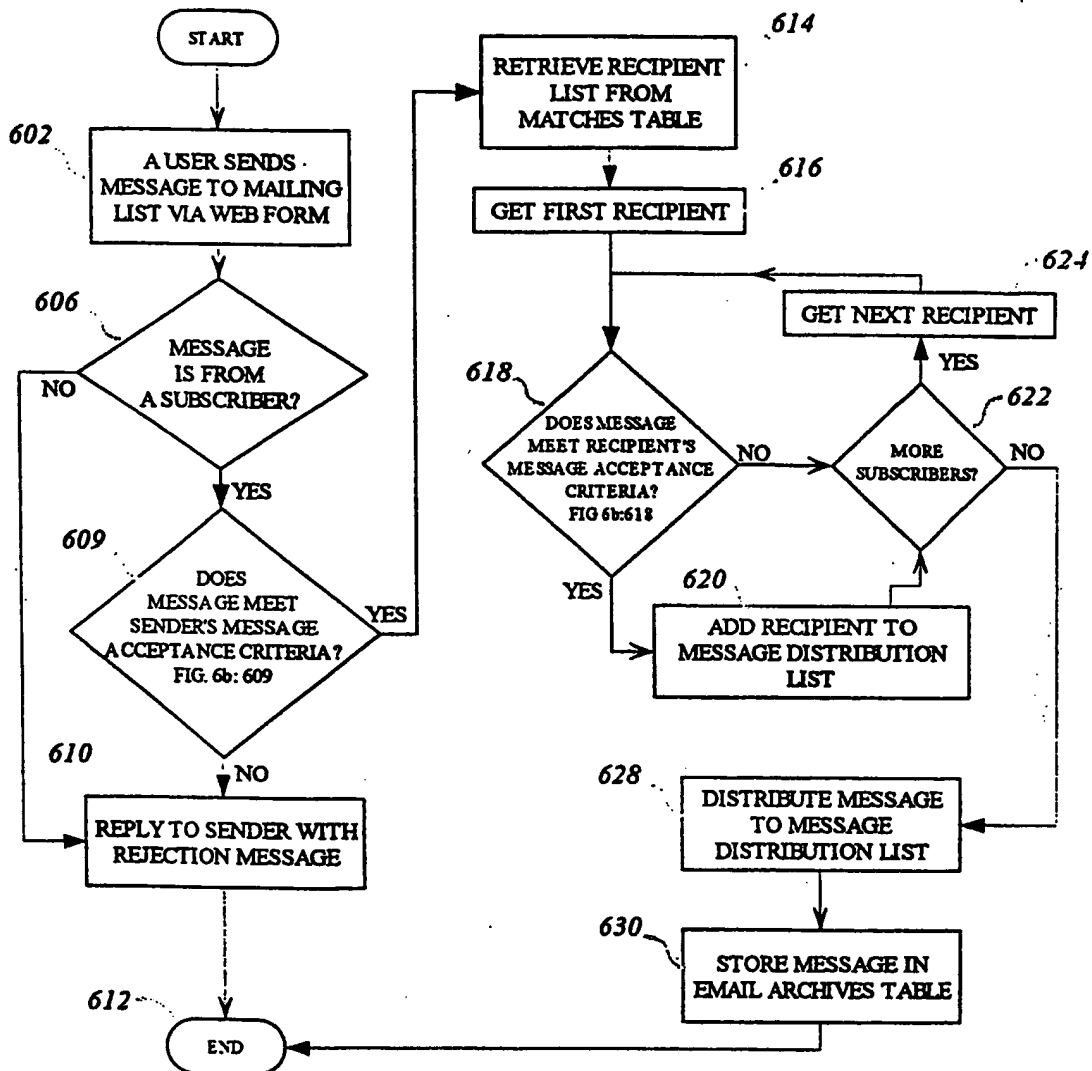 START
602
A USER SENDS
MESSAGE TO MAILING
LIST VIA WEB FORM
606
MESSAGE
IS FROM
A SUBSCRIBER?
NO
YES
609
DOES
MESSAGE MEET
SENDER'S MESSAGE
ACCEPTANCE CRITERIA?
FIG. 6b: 609
YES
NO
610
REPLY TO SENDER WITH
REJECTION MESSAGE
612
END
614
RETRIEVE RECIPIENT
LIST FROM
MATCHES TABLE
616
GET FIRST RECIPIENT
624
GET NEXT RECIPIENT
YES
618
DOES MESSAGE
MEET RECIPIENT'S
MESSAGE ACCEPTANCE
CRITERIA?
FIG 6b:618
NO
YES
622
MORE
SUBSCRIBERS?
NO
620
ADD RECIPIENT TO
MESSAGE DISTRIBUTION
LIST
628
DISTRIBUTE MESSAGE
TO MESSAGE
DISTRIBUTION LIST
630
STORE MESSAGE IN
EMAIL ARCHIVES TABLE